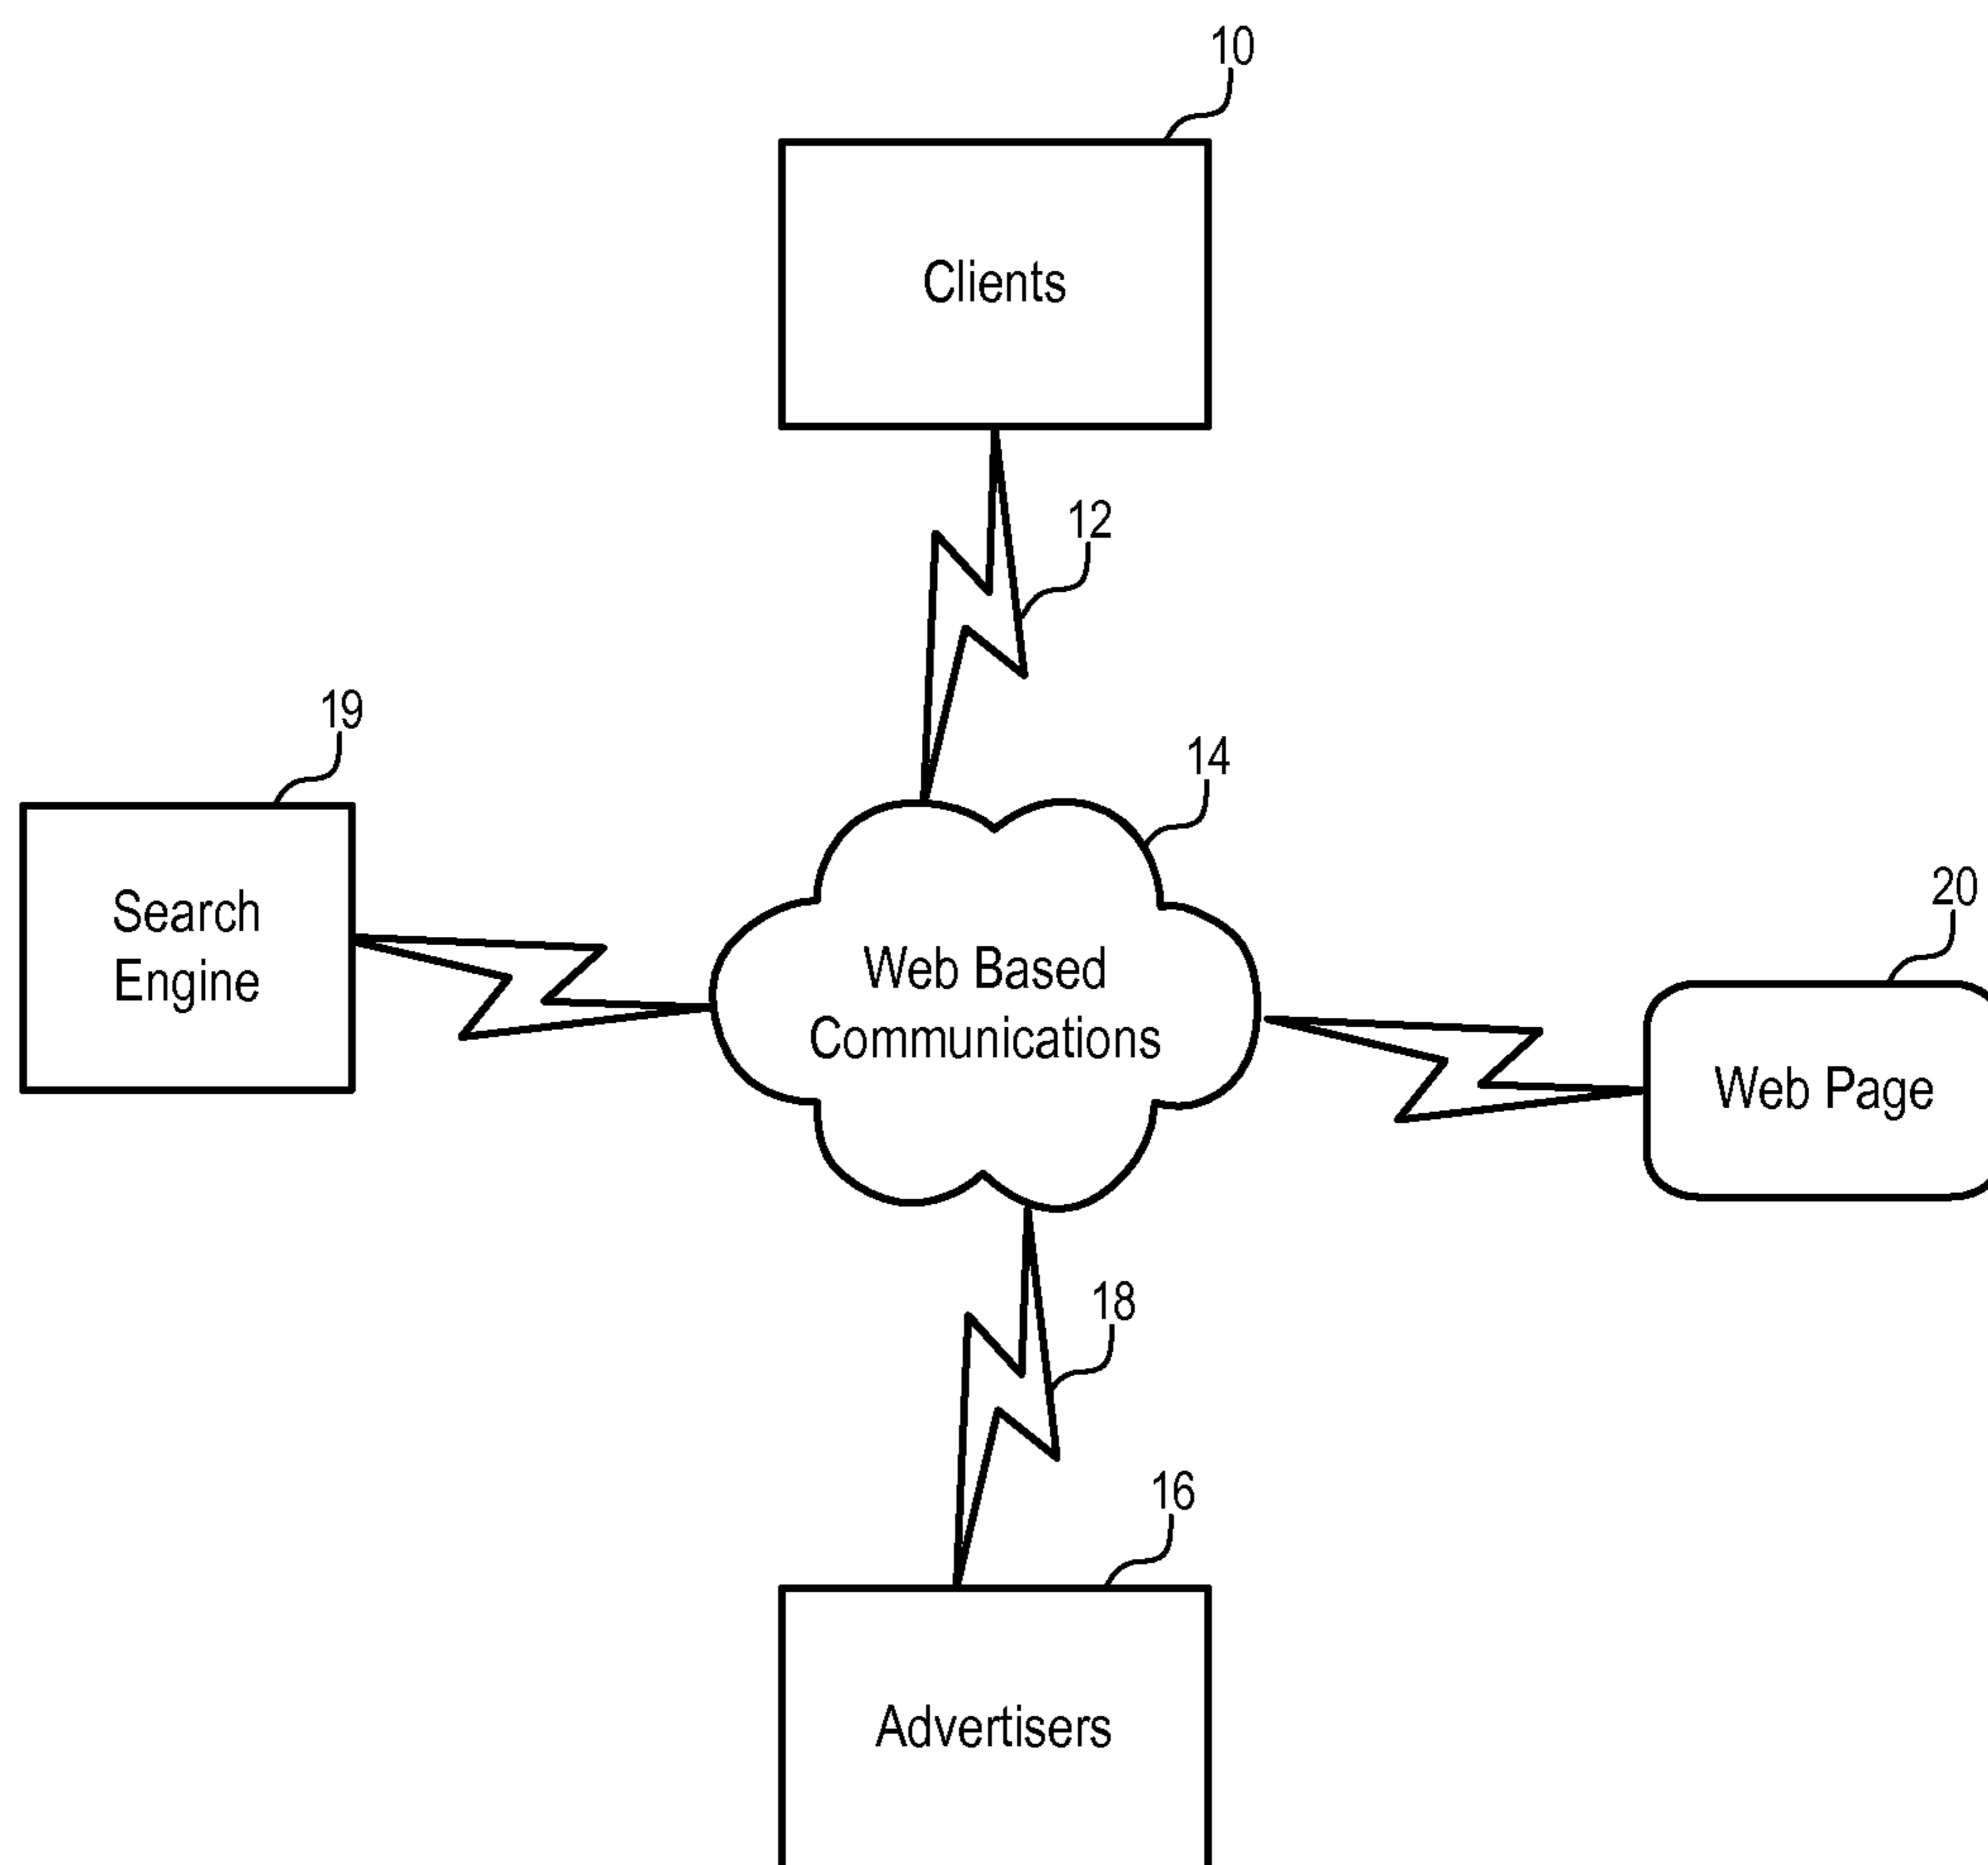 10
Clients
12
19
14
Search
Engine
20
Web Based
Communications
Web Page
18
16
Advertisers